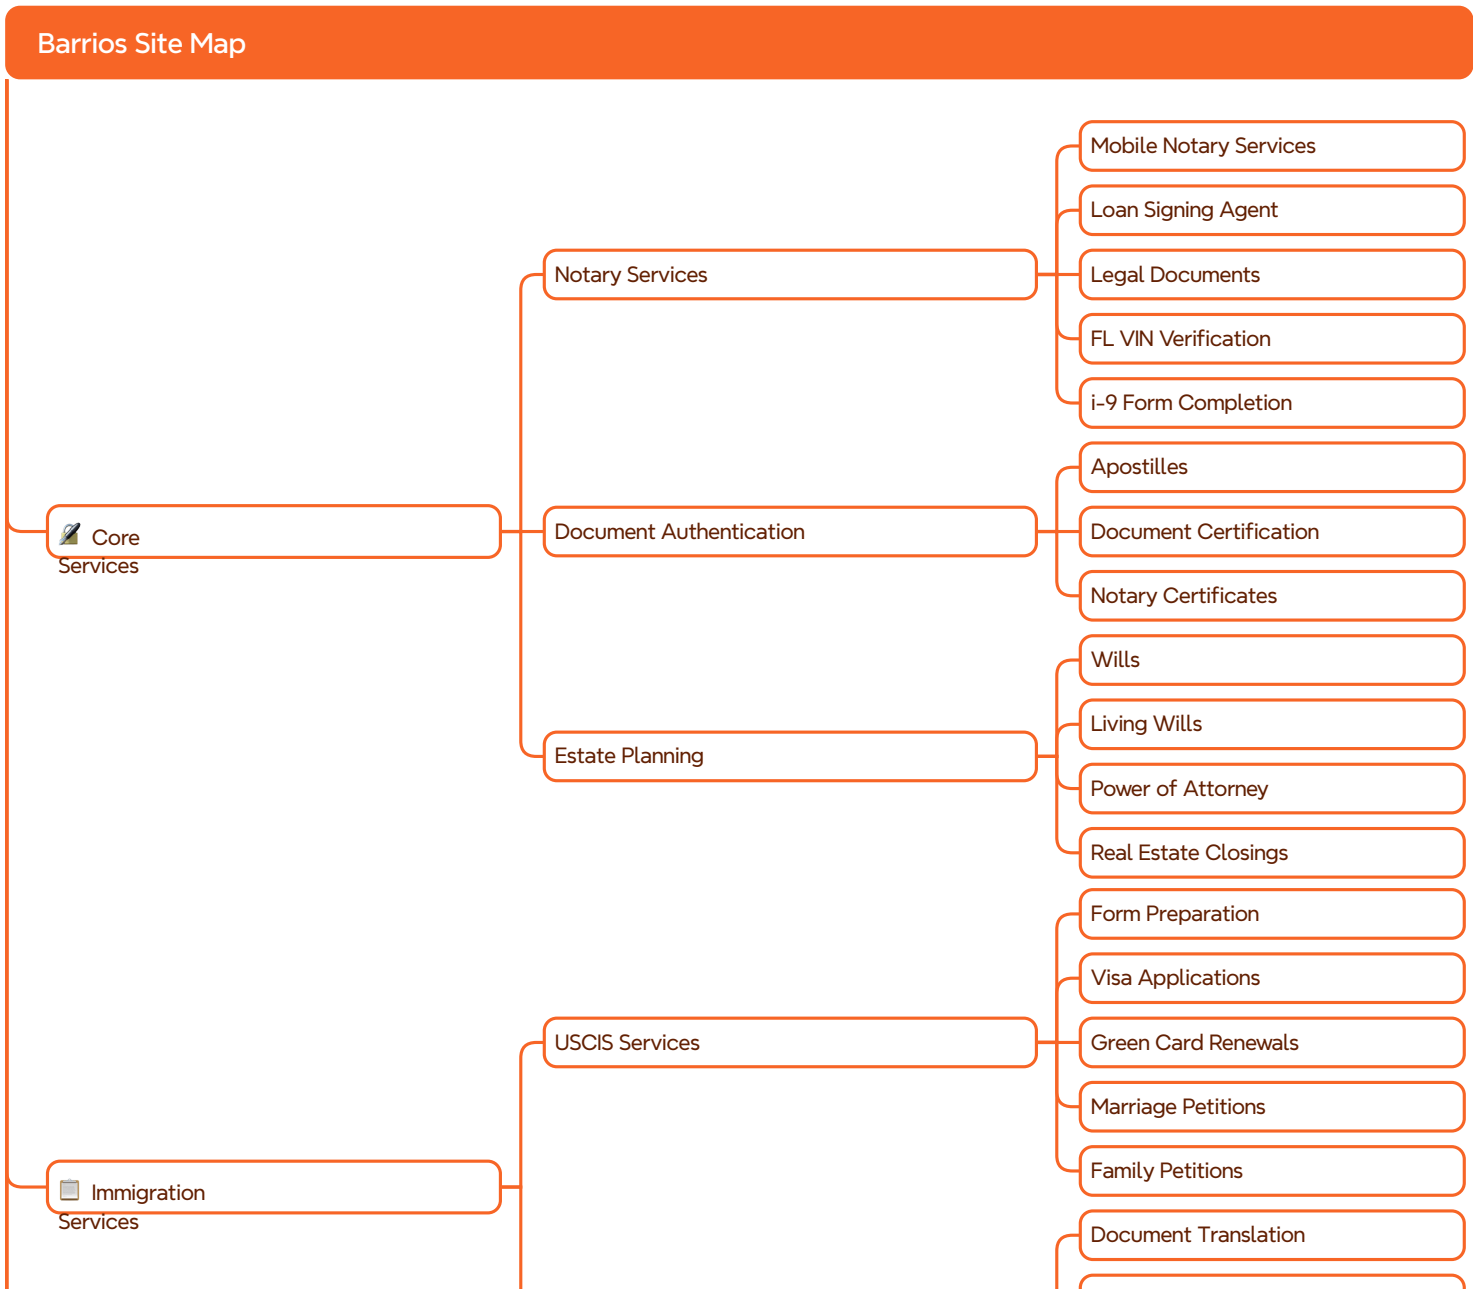 Barrios Site Map
Mobile Notary Services
Loan Signing Agent
Notary Services
Legal Documents
FL VIN Verification
i-9 Form Completion
Apostilles
Core
Services
Document Authentication
Document Certification
Notary Certificates
Wills
Living Wills
Estate Planning
Power of Attorney
Real Estate Closings
Form Preparation
Visa Applications
USCIS Services
Green Card Renewals
Marriage Petitions
Family Petitions
Immigration
Services
Document Translation